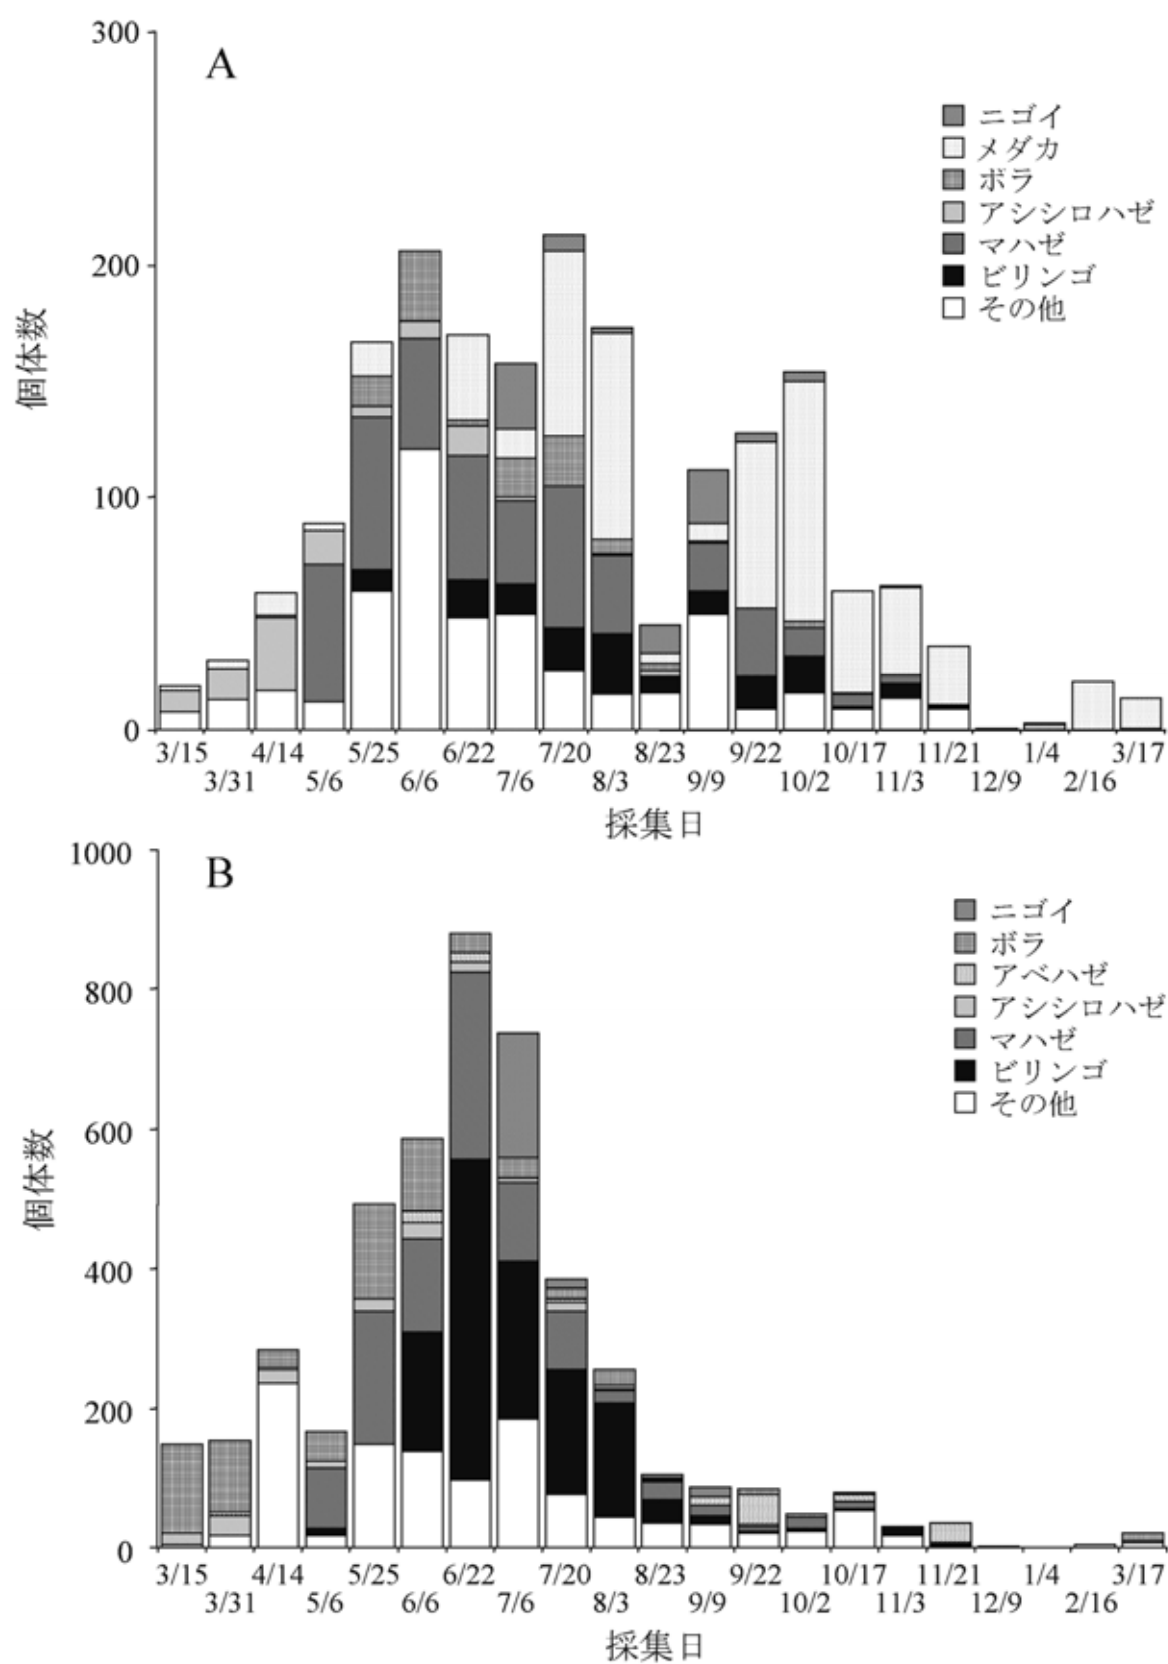 A
300
200
100
0
個体数
ニゴイ
メダカ
ボラ
アシシロハゼ
マハゼ
ビリンゴ
その他
3/15 4/14 5/25 6/22 7/20 8/23 9/22 10/17 11/21 1/4 3/17
3/31 5/6 6/6 7/6 8/3 9/9 10/2 11/3 12/9 2/16
採集日
B
1000
800
600
400
200
0
個体数
ニゴイ
ボラ
アベハゼ
アシシロハゼ
マハゼ
ビリンゴ
その他
3/15 4/14 5/25 6/22 7/20 8/23 9/22 10/17 11/21 1/4 3/17
3/31 5/6 6/6 7/6 8/3 9/9 10/2 11/3 12/9 2/16
採集日